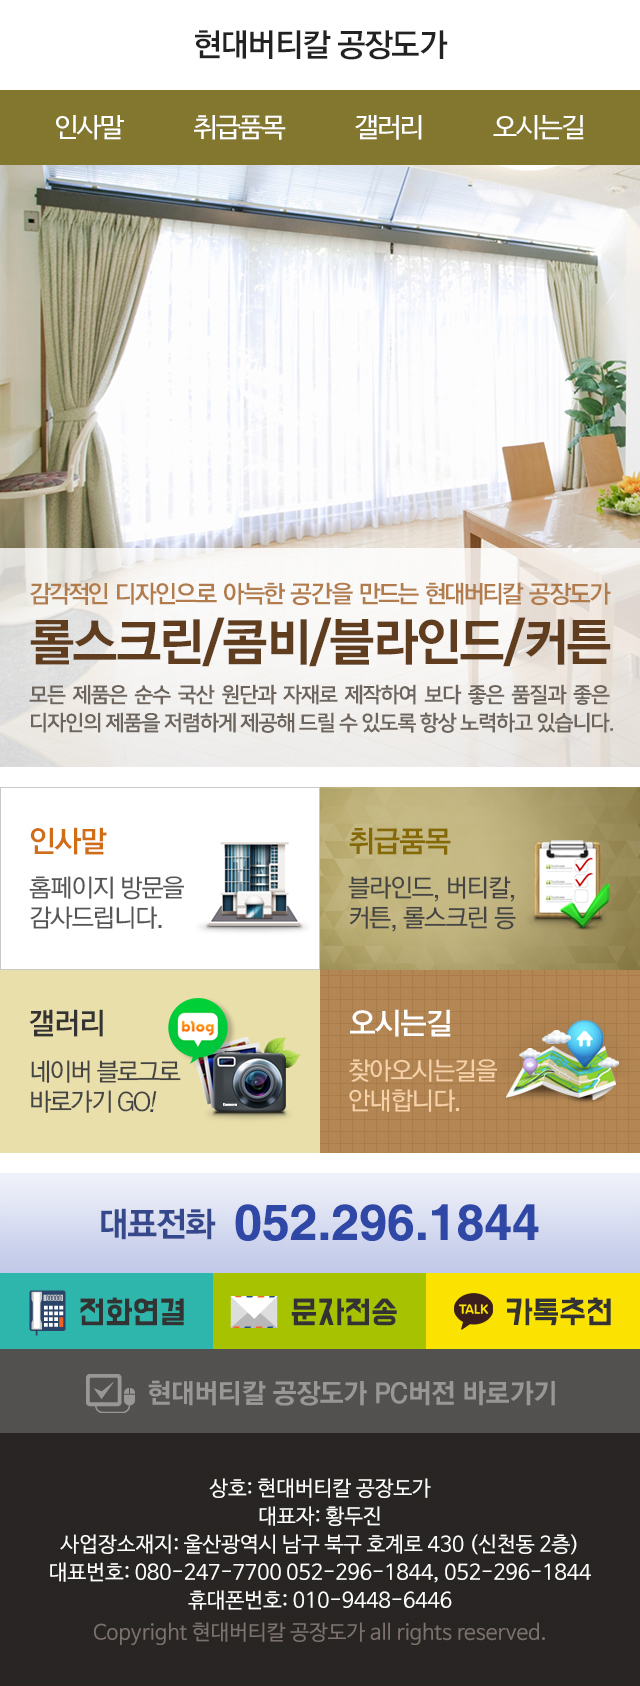 현대버티칼 공장도가
인사말 취급품목 갤러리 오시는길
감각적인 디자인으로 아늑한 공간을 만드는 현대버티칼 공장도가
롤스크린/콤비/블라인드/커튼
모든 제품은 순수 국산 원단과 자재로 제작하여 보다 좋은 품질과 좋은
디자인의 제품을 저렴하게 제공해 드릴 수 있도록 항상 노력하고 있습니다.
인사말
홈페이지 방문을
감사드립니다.
취급품목
블라인드, 버티칼,
커튼, 롤스크린 등
갤러리
네이버 블로그로
바로가기 GO!
blog
오시는길
찾아오시는길을
안내합니다.
대표전화 052.296.1844
전화연결 문자전송 TALK 카톡추천
현대버티칼 공장도가 PC버전 바로가기
상호: 현대버티칼 공장도가
대표자: 황두진
사업장소재지: 울산광역시 남구 북구 호계로 430 (신천동 2층)
대표번호: 080-247-7700 052-296-1844, 052-296-1844
휴대폰번호: 010-9448-6446
Copyright 현대버티칼 공장도가 all rights reserved.